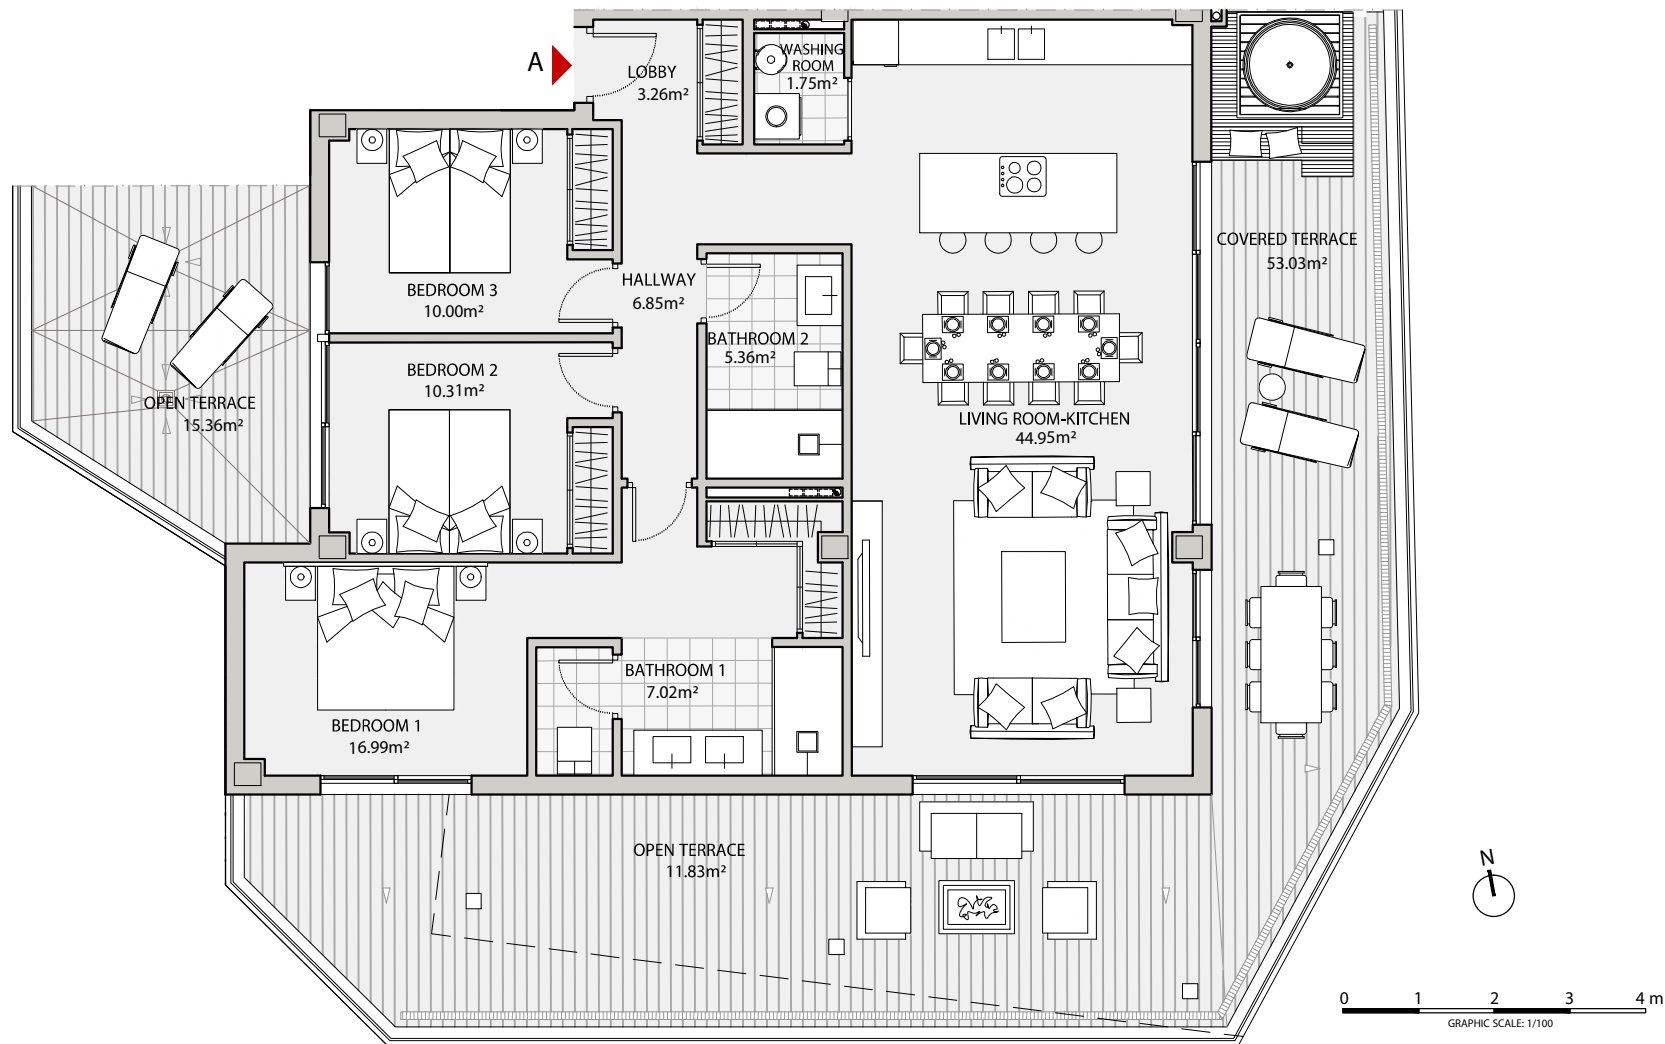 A
LOBBY
3.26m²
WASHING
ROOM
1.75m²
COVERED TERRACE
53.03m²
BEDROOM 3
10.00m²
HALLWAY
6.85m²
BATHROOM 2
5.36m²
BEDROOM 2
10.31m²
OPEN TERRACE
15.36m²
LIVING ROOM-KITCHEN
44.95m²
BATHROOM 1
7.02m²
BEDROOM 1
16.99m²
OPEN TERRACE
11.83m²
N
0 1 2 3 4 m
GRAPHIC SCALE: 1/100